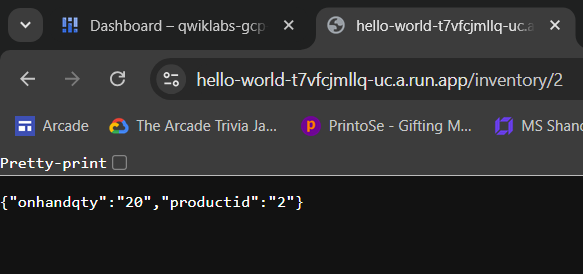 Dashboard – qwiklabs-gcp
hello-world-t7vfcjmllq-uc.a
hello-world-t7vfcjmllq-uc.a.run.app/inventory/2
Arcade
The Arcade Trivia Ja...
PrintoSe - Gifting M...
MS Shan
Pretty-print
{"onhandqty":"20","productid":"2"}